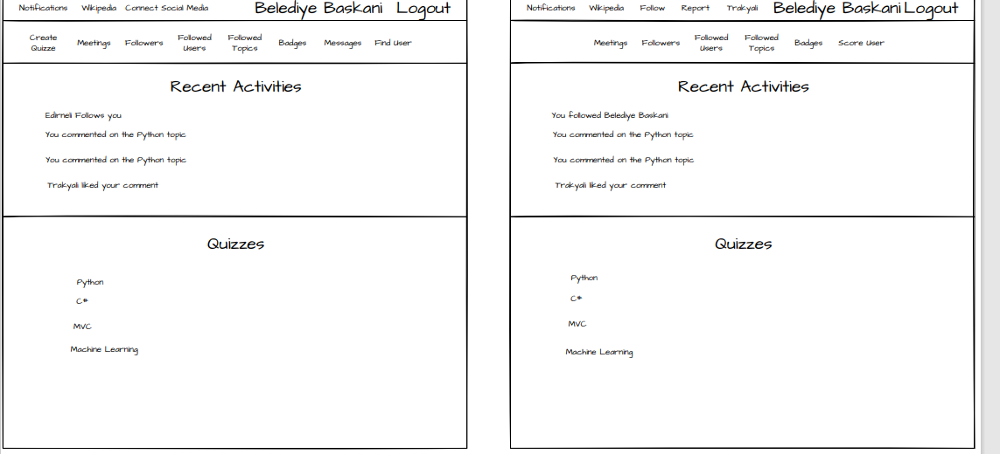 Notifications Wikipedia Connect Social Media Belediye Baskani Logout
Create Quizze Meetings Followers Followed Users Followed Topics Badges Messages Find User
Recent Activities
Edirneli Follows you
You commented on the Python topic
You commented on the Python topic
Trakyali liked your comment
Quizzes
Python
C#
MVC
Machine Learning
Notifications Wikipedia Follow Report Trakyali Belediye Baskani Logout
Meetings Followers Followed Users Followed Topics Badges Score User
Recent Activities
You followed Belediye Baskani
You commented on the Python topic
You commented on the Python topic
Trakyali liked your comment
Quizzes
Python
C#
MVC
Machine Learning